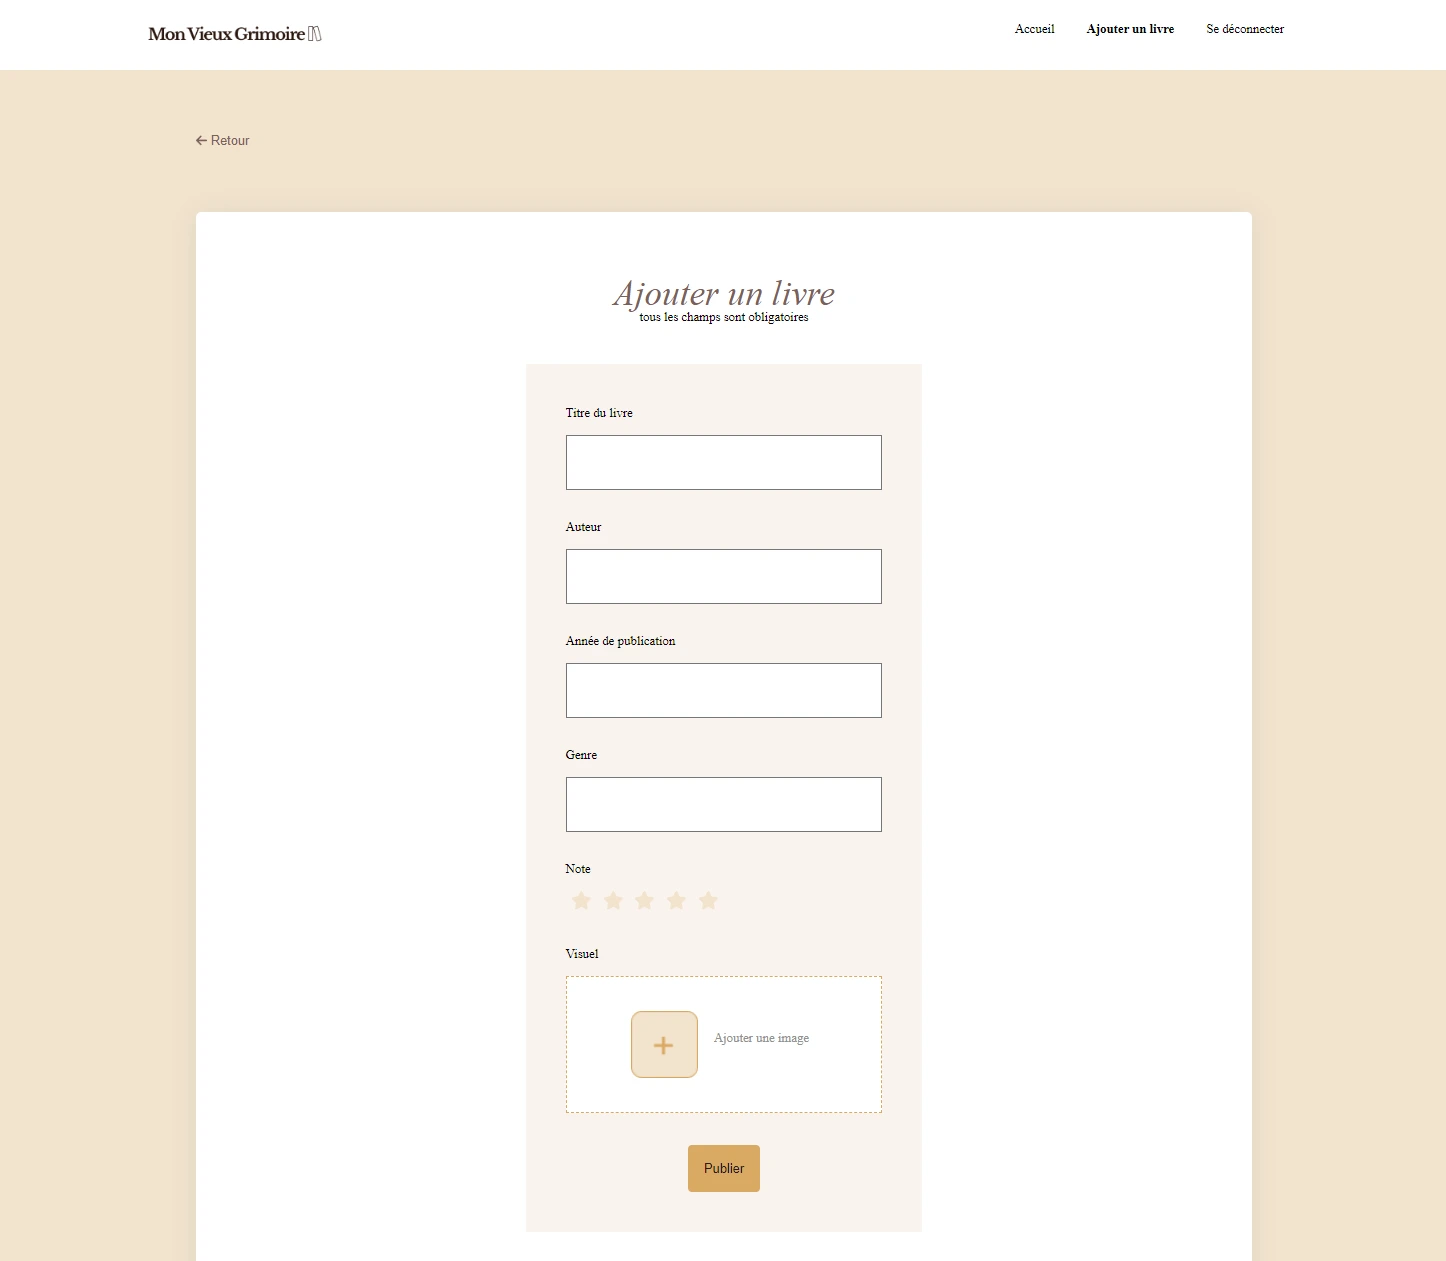 Mon Vieux Grimoire
Accueil
Ajouter un livre
Se déconnecter
Retour
Ajouter un livre
tous les champs sont obligatoires
Titre du livre
Auteur
Année de publication
Genre
Note
Visuel
Ajouter une image
Publier